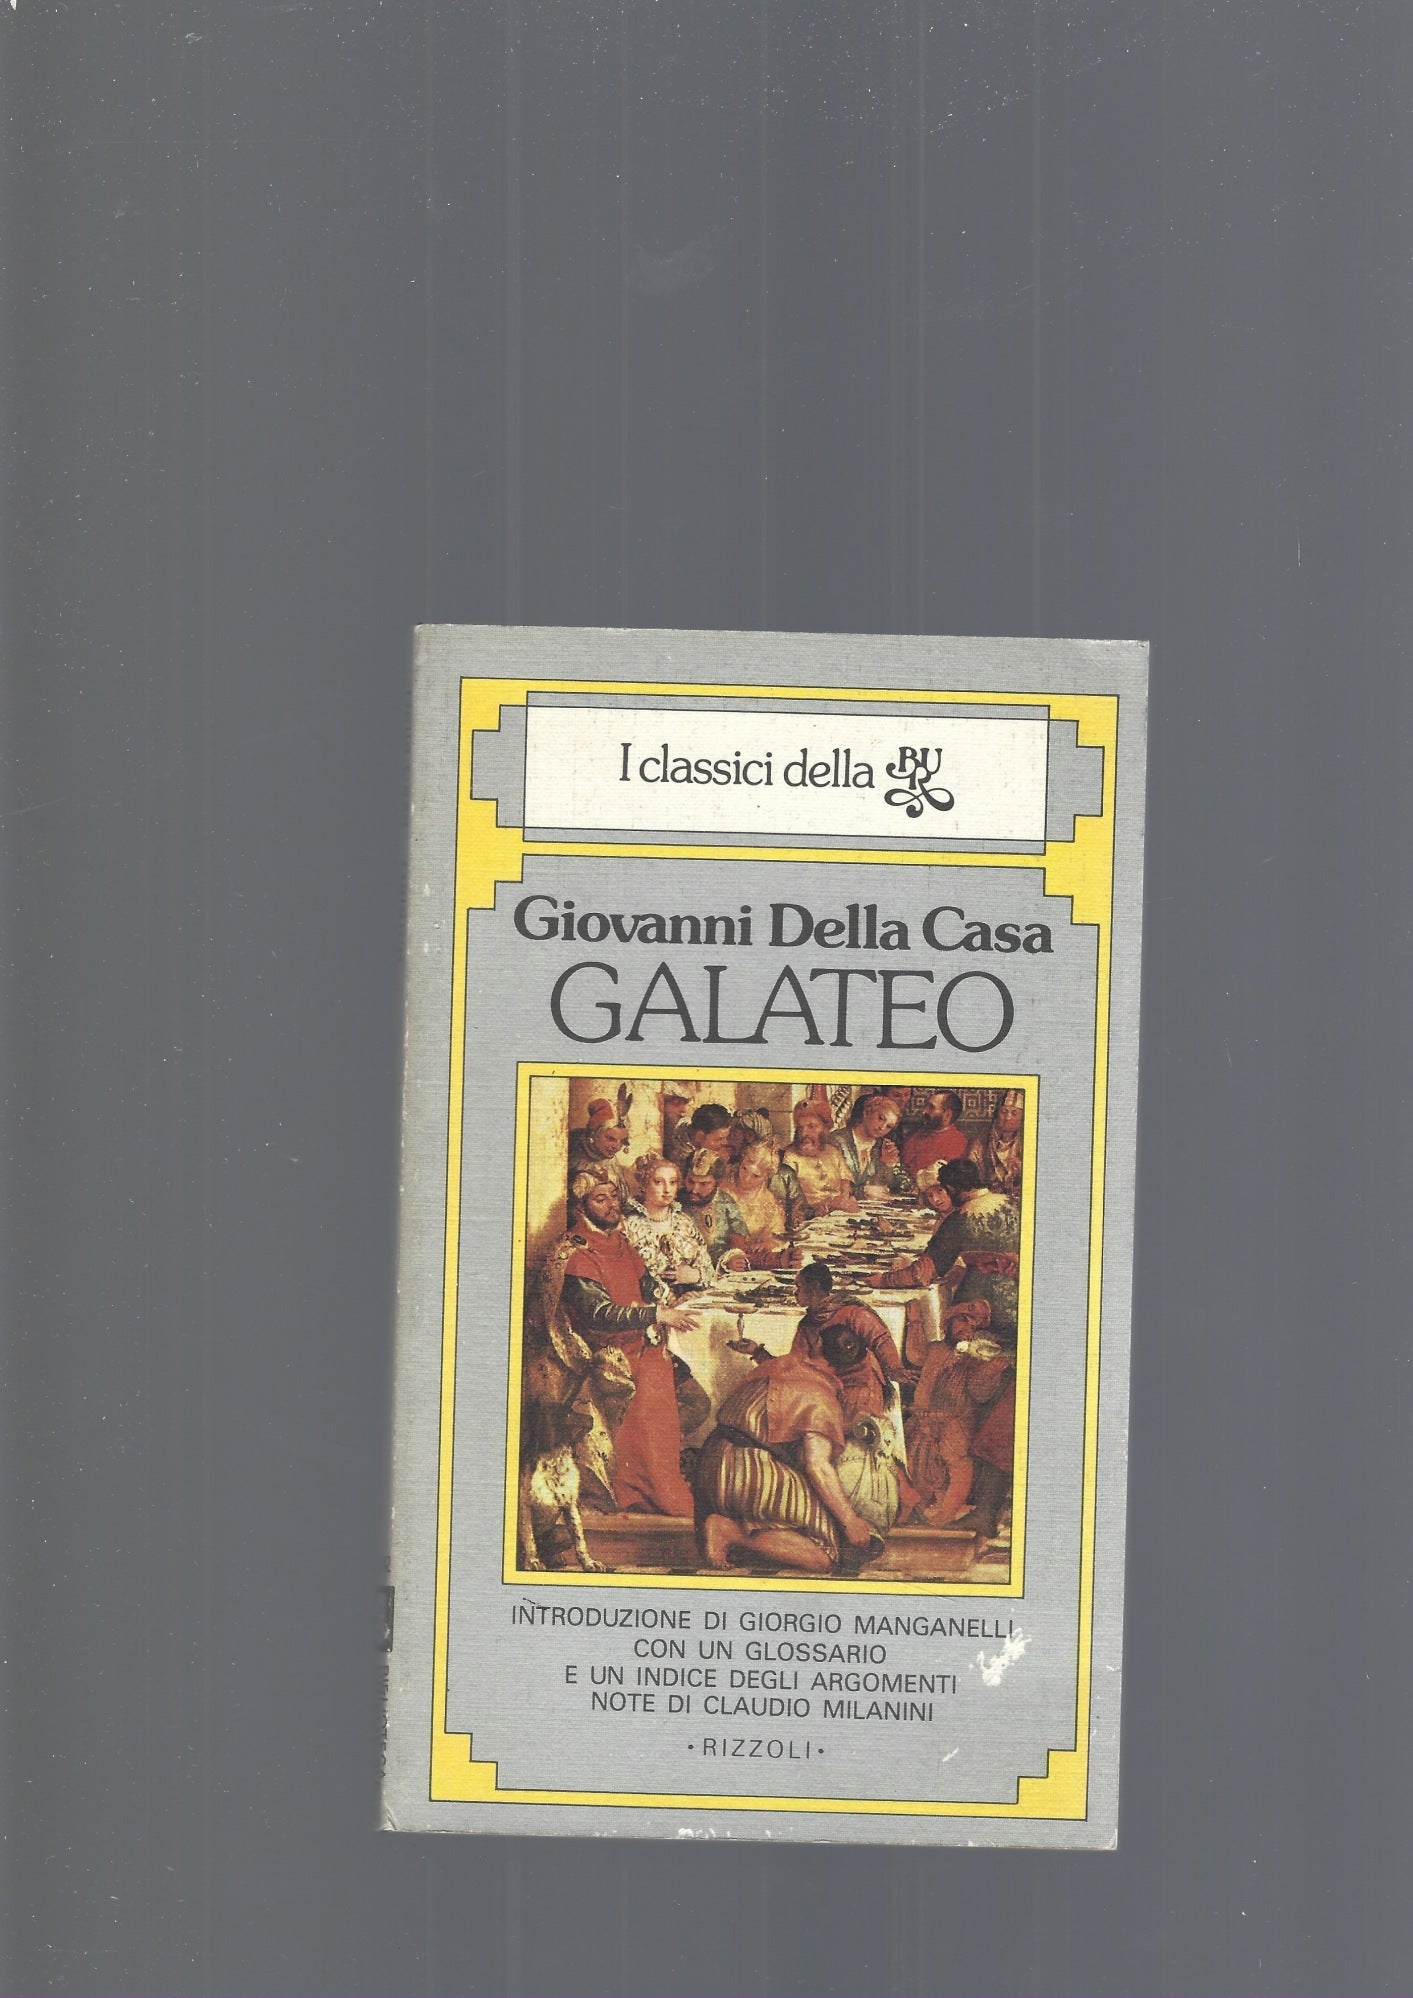 I classici della BUR
Giovanni Della Casa
GALATEO
INTRODUZIONE DI GIORGIO MANGANELLI
CON UN GLOSSARIO
E UN INDICE DEGLI ARGOMENTI
NOTE DI CLAUDIO MILANINI
• RIZZOLI •